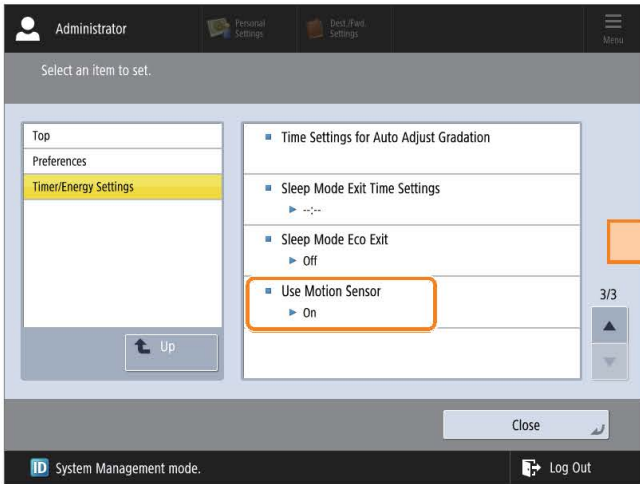 Administrator
Personal
Settings
Dest./Fwd.
Settings
Menu
Select an item to set.
Top
Preferences
Timer/Energy Settings
Up
Time Settings for Auto Adjust Gradation
Sleep Mode Exit Time Settings
--:--
Sleep Mode Eco Exit
Off
Use Motion Sensor
On
3/3
Close
ID System Management mode.
Log Out